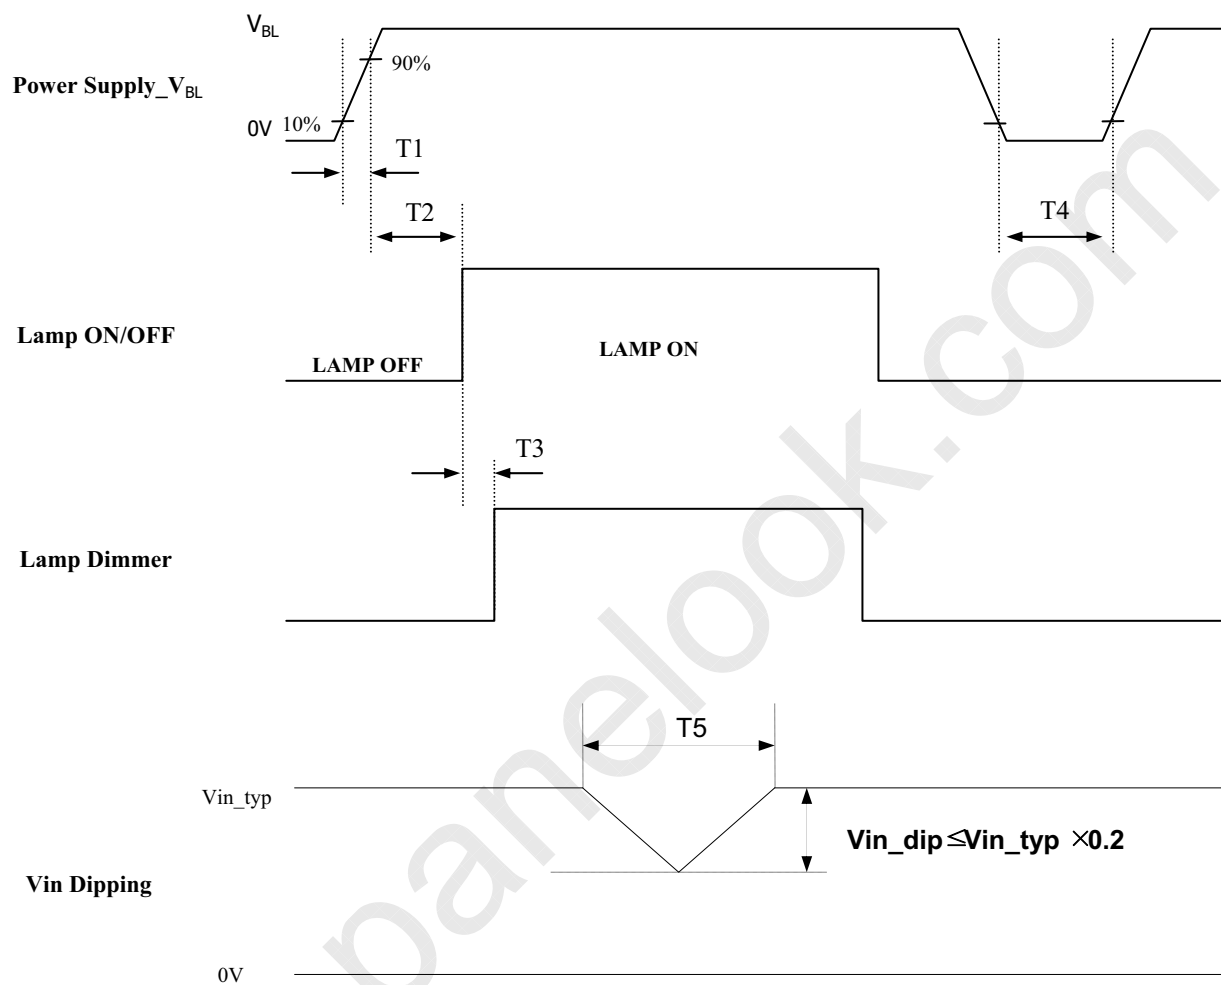 V_BL
Power Supply_V_BL
90%
0V 10%
T1
T2
T4
Lamp ON/OFF
LAMP OFF
LAMP ON
T3
Lamp Dimmer
T5
Vin_typ
Vin_dip≤Vin_typ ×0.2
Vin Dipping
0V
panelook.com